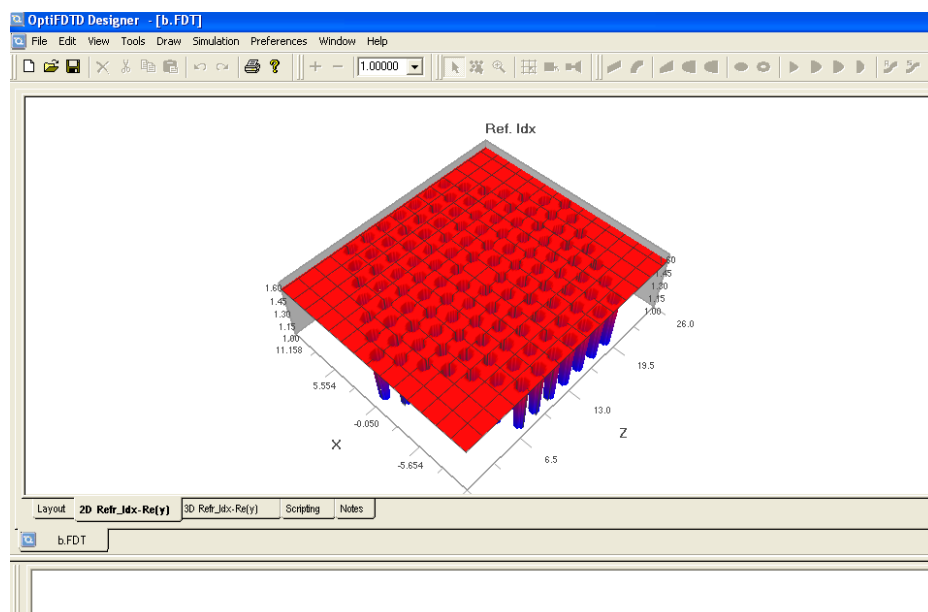 OptiFDTD Designer - [b.FDT]
File Edit View Tools Draw Simulation Preferences Window Help
1.00000
Ref. Idx
1.60
1.45
1.30
1.15
1.00
11.158
5.554
-0.050
-5.654
X
60
1.45
1.30
1.15
1.00
26.0
19.5
13.0
6.5
Z
Layout 2D Refr_Idx-Re(y) 3D Refr_Idx-Re(y) Scripting Notes
b.FDT